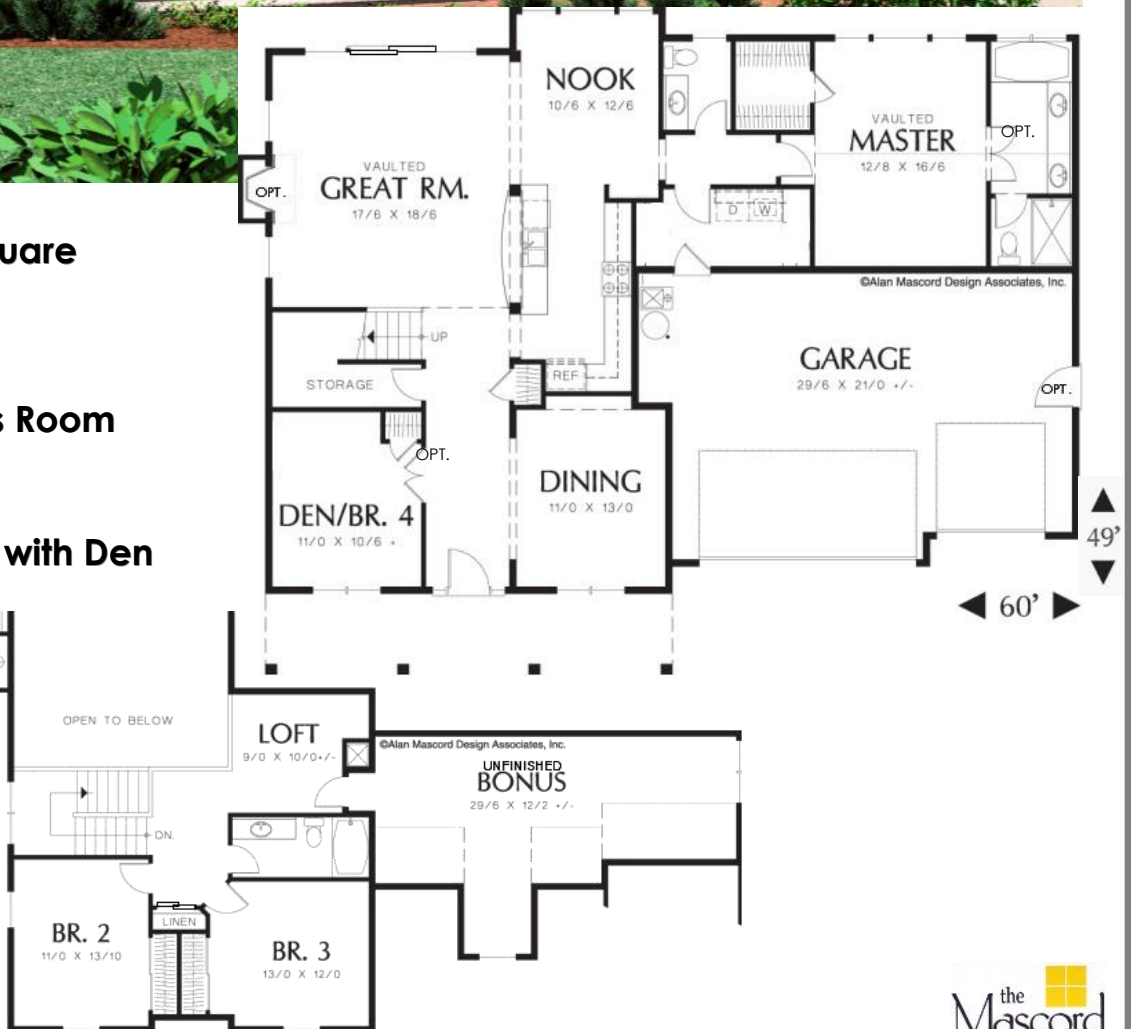 NOOK
10/6 X 12/6
VAULTED
GREAT RM.
17/6 X 18/6
OPT.
VAULTED
MASTER
12/8 X 16/6
OPT.
D
W
UP
STORAGE
REF
©Alan Mascord Design Associates, Inc.
GARAGE
29/6 X 21/0 +/-
OPT.
OPT.
DEN/BR. 4
11/0 X 10/6 +
DINING
11/0 X 13/0
49'
60'
uare
s Room
with Den
OPEN TO BELOW
LOFT
9/0 X 10/0+/-
©Alan Mascord Design Associates, Inc.
UNFINISHED
BONUS
29/6 X 12/2 +/-
DN.
LINEN
BR. 2
11/0 X 13/10
BR. 3
13/0 X 12/0
the
Mascord